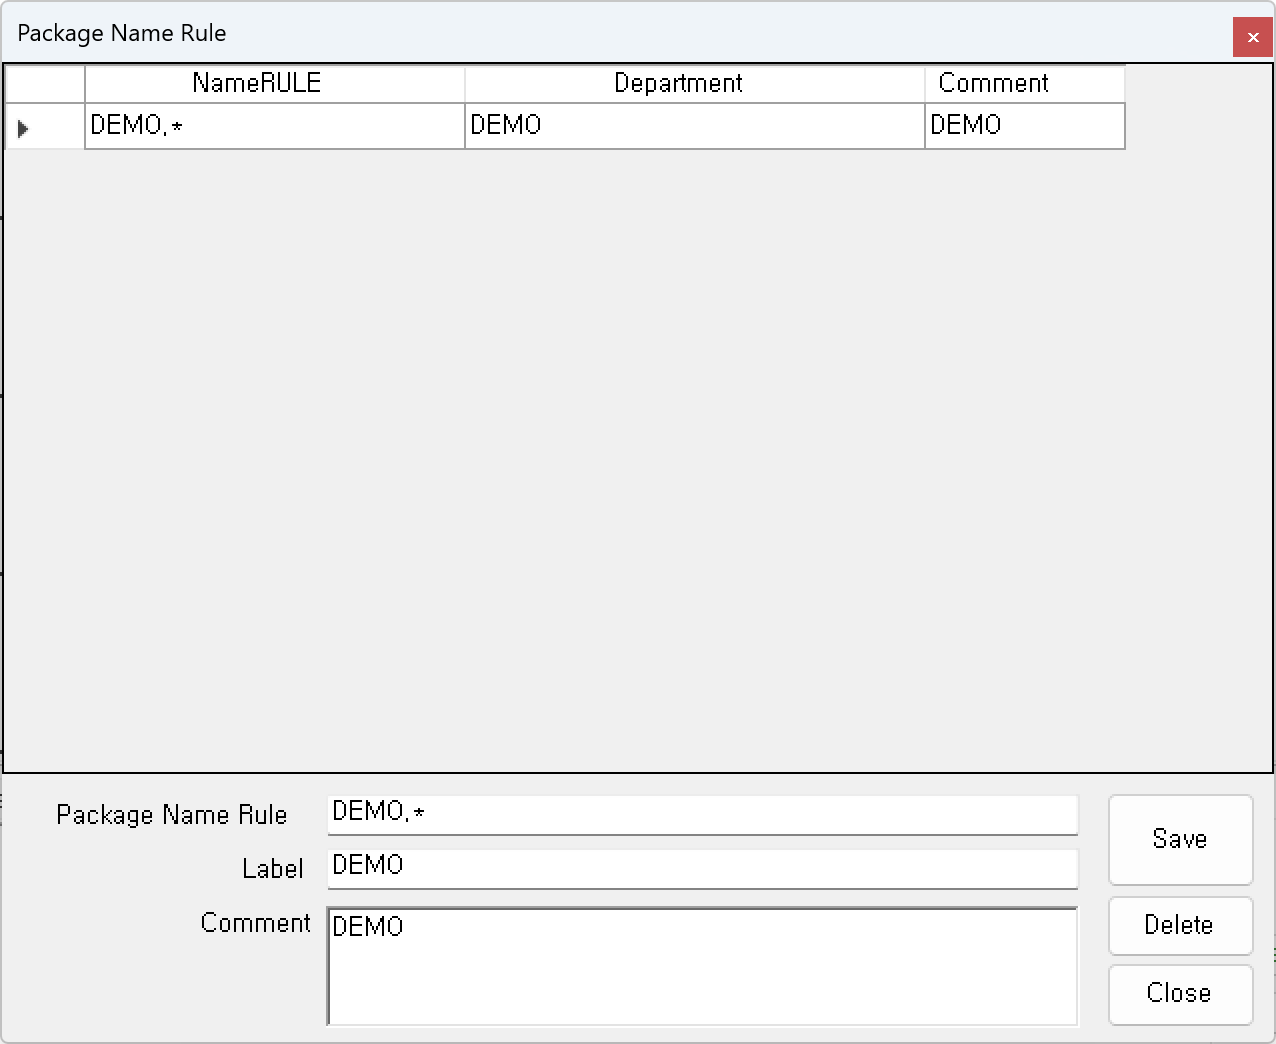 Package Name Rule
NameRULE Department Comment
DEMO.* DEMO DEMO
Package Name Rule DEMO.*
Label DEMO
Comment DEMO
Save
Delete
Close